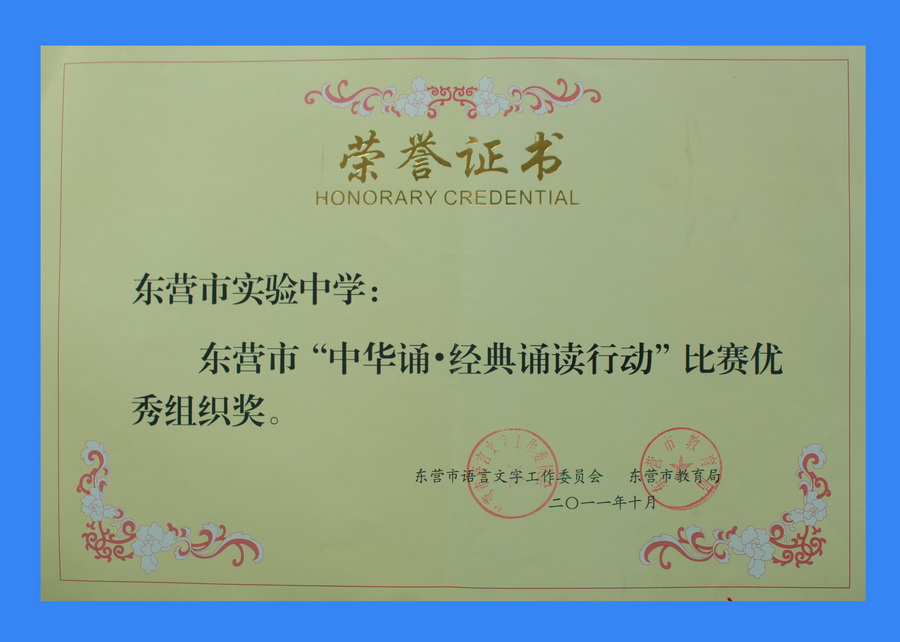 荣誉证书
HONORARY CREDENTIAL
东营市实验中学：
东营市“中华诵·经典诵读行动”比赛优
秀组织奖。
东营市语言文字工作委员会 东营市教育局
二〇一一年十月